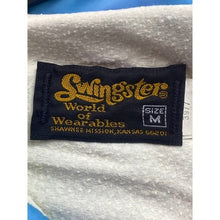 Swingster®
World
of
Wearables
SIZE
M
SHAWNEE MISSION, KANSAS 66201